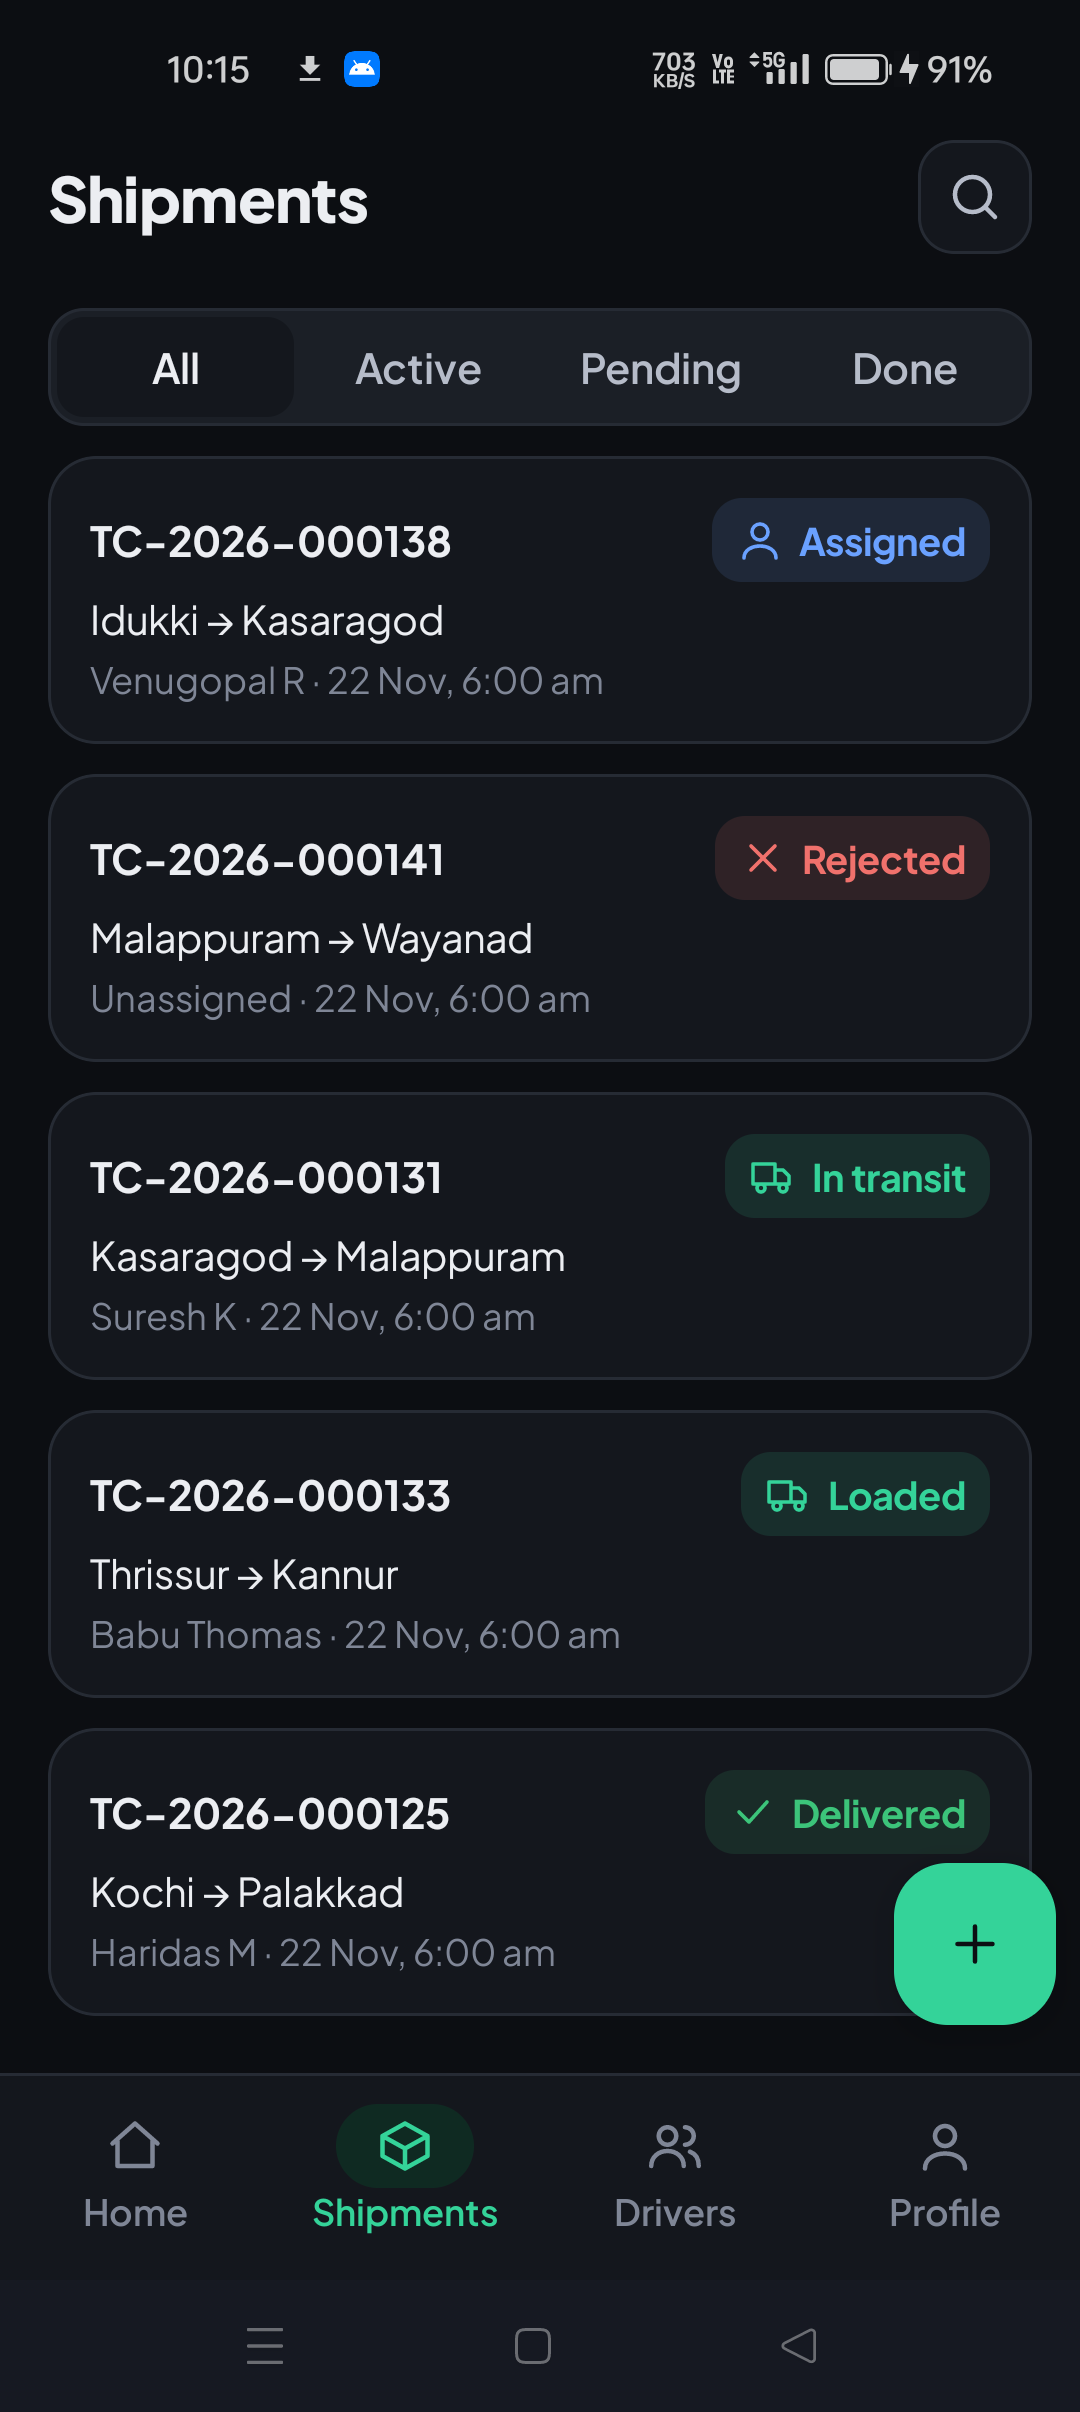 10:15
703 KB/S Vo LTE 5G 91%
Shipments
All Active Pending Done
TC-2026-000138 Assigned
Idukki → Kasaragod
Venugopal R · 22 Nov, 6:00 am
TC-2026-000141 Rejected
Malappuram → Wayanad
Unassigned · 22 Nov, 6:00 am
TC-2026-000131 In transit
Kasaragod → Malappuram
Suresh K · 22 Nov, 6:00 am
TC-2026-000133 Loaded
Thrissur → Kannur
Babu Thomas · 22 Nov, 6:00 am
TC-2026-000125 Delivered
Kochi → Palakkad
Haridas M · 22 Nov, 6:00 am
Home Shipments Drivers Profile